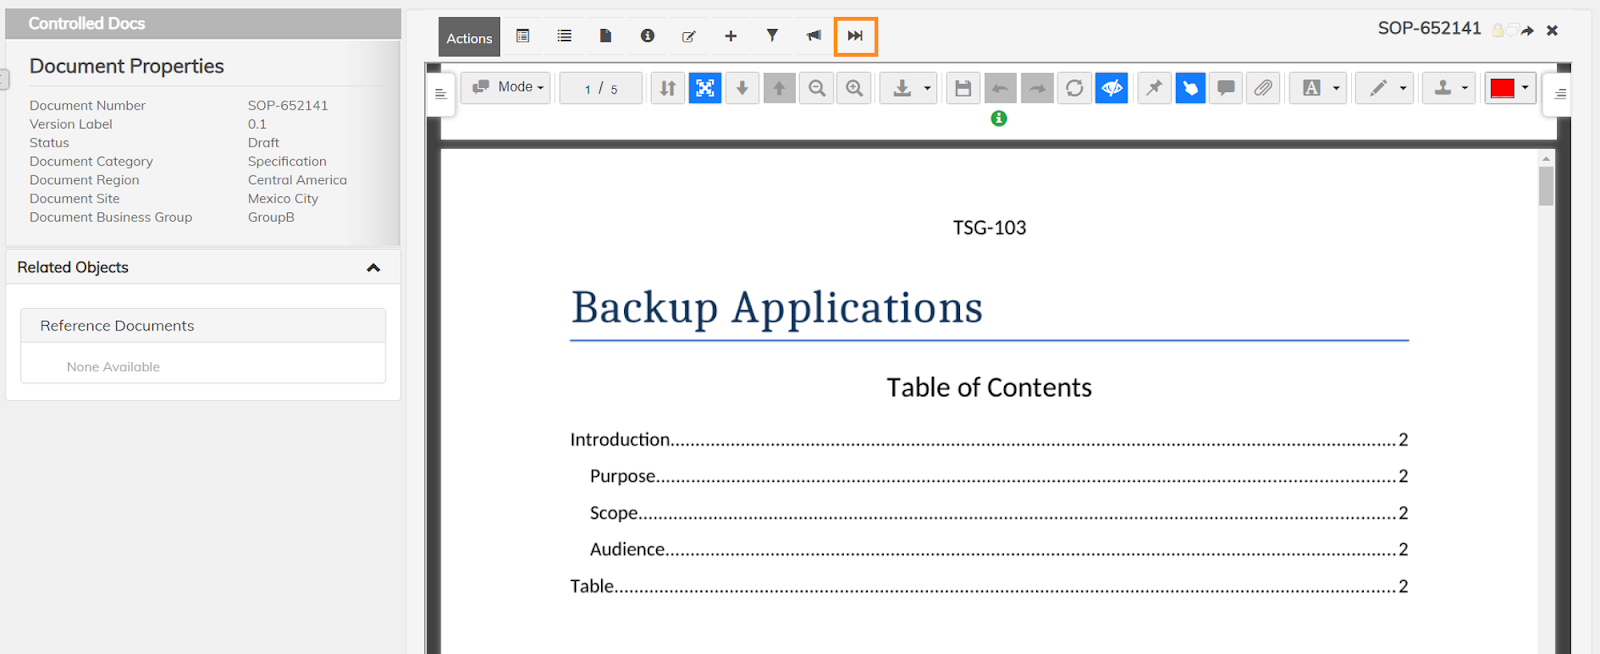 Controlled Docs
Document Properties
Document Number SOP-652141
Version Label 0.1
Status Draft
Document Category Specification
Document Region Central America
Document Site Mexico City
Document Business Group GroupB
Related Objects
Reference Documents
None Available
Actions
SOP-652141
Mode
1 / 5
A
TSG-103
Backup Applications
Table of Contents
Introduction 2
Purpose 2
Scope 2
Audience 2
Table 2